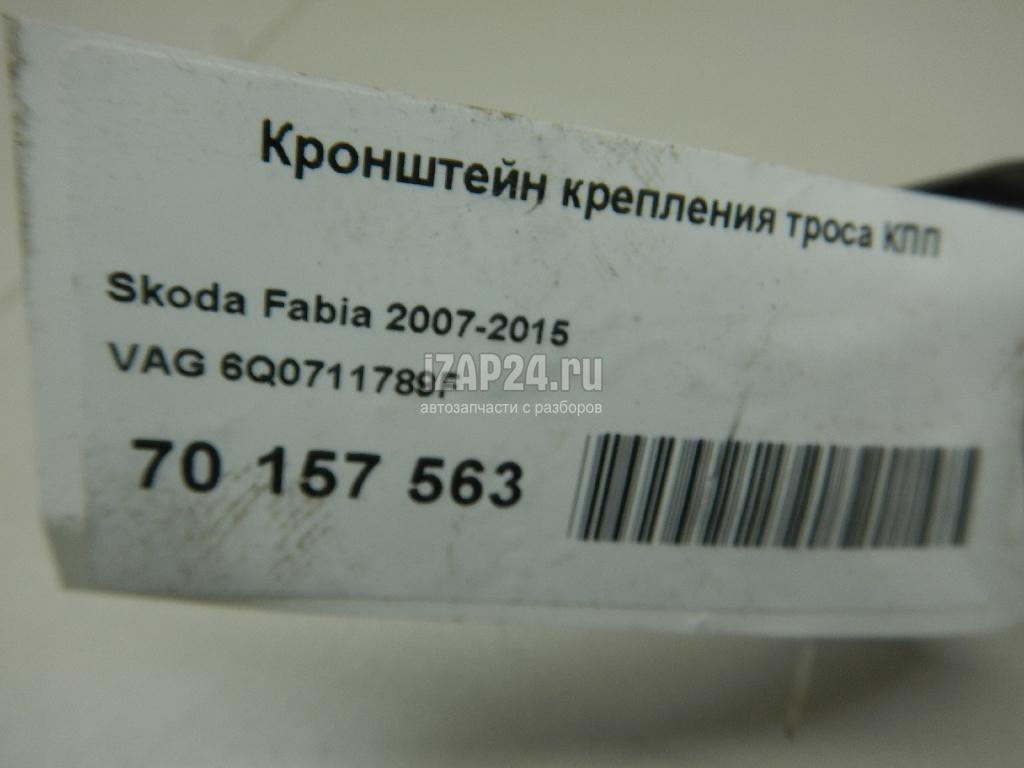 Кронштейн крепления троса КПП
Skoda Fabia 2007-2015
VAG 6Q0711789F
iZAP24.ru
автозапчасти с разборов
70 157 563